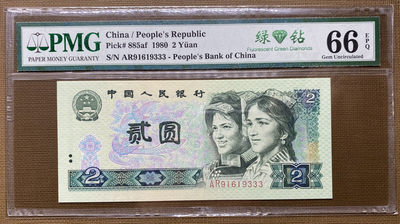 PMG
PAPER MONEY GUARANTY
China / People's Republic
Pick# 885af 1980 2 Yüan
S/N AR91619333 - People's Bank of China
绿钻
Fluorescent Green Diamonds
66 EPQ
Gem Uncirculated
中国人民银行
贰圆
2
AR91619333
2
2